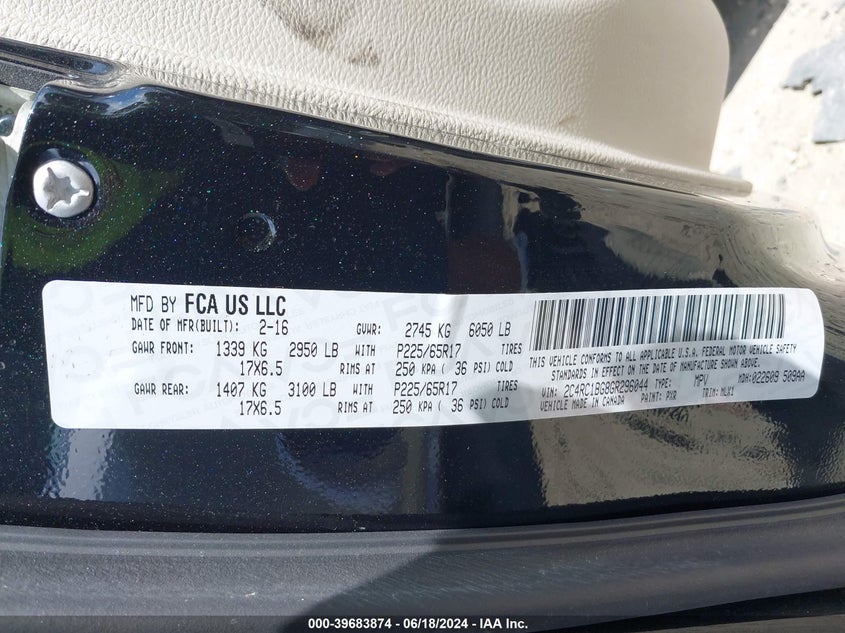 MFD BY FCA US LLC
DATE OF MFR(BUILT): 2-16 GVWR: 2745 KG 6050 LB
GAWR FRONT: 1339 KG 2950 LB WITH P225/65R17 TIRES
17X6.5 RIMS AT 250 KPA ( 36 PSI) COLD
GAWR REAR: 1407 KG 3100 LB WITH P225/65R17 TIRES
17X6.5 RIMS AT 250 KPA ( 36 PSI) COLD
THIS VEHICLE CONFORMS TO ALL APPLICABLE U.S.A. FEDERAL MOTOR VEHICLE SAFETY
STANDARDS IN EFFECT ON THE DATE OF MANUFACTURE SHOWN ABOVE.
VIN: 2C4RC1BG8GR296044 TYPE: MPV MDH:022609 509AA
VEHICLE MADE IN CANADA PAINT: PXR TRIM:
000-39683874 / 06/18/2024 - IAA Inc.